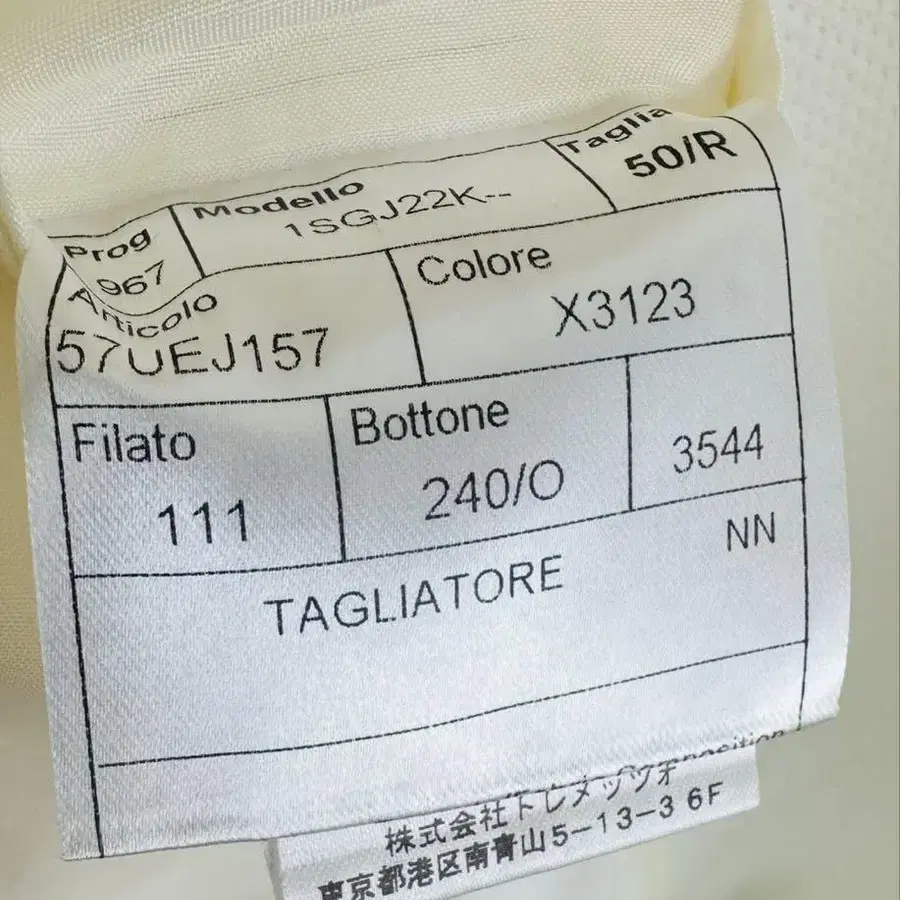 Prog
Modello
Taglia
967
1SGJ22K--
50/R
Articolo
Colore
57UEJ157
X3123
Filato
Bottone
111
240/O
3544
NN
TAGLIATORE
株式会社トレメッツォ
東京都港区南青山5-13-3 6F